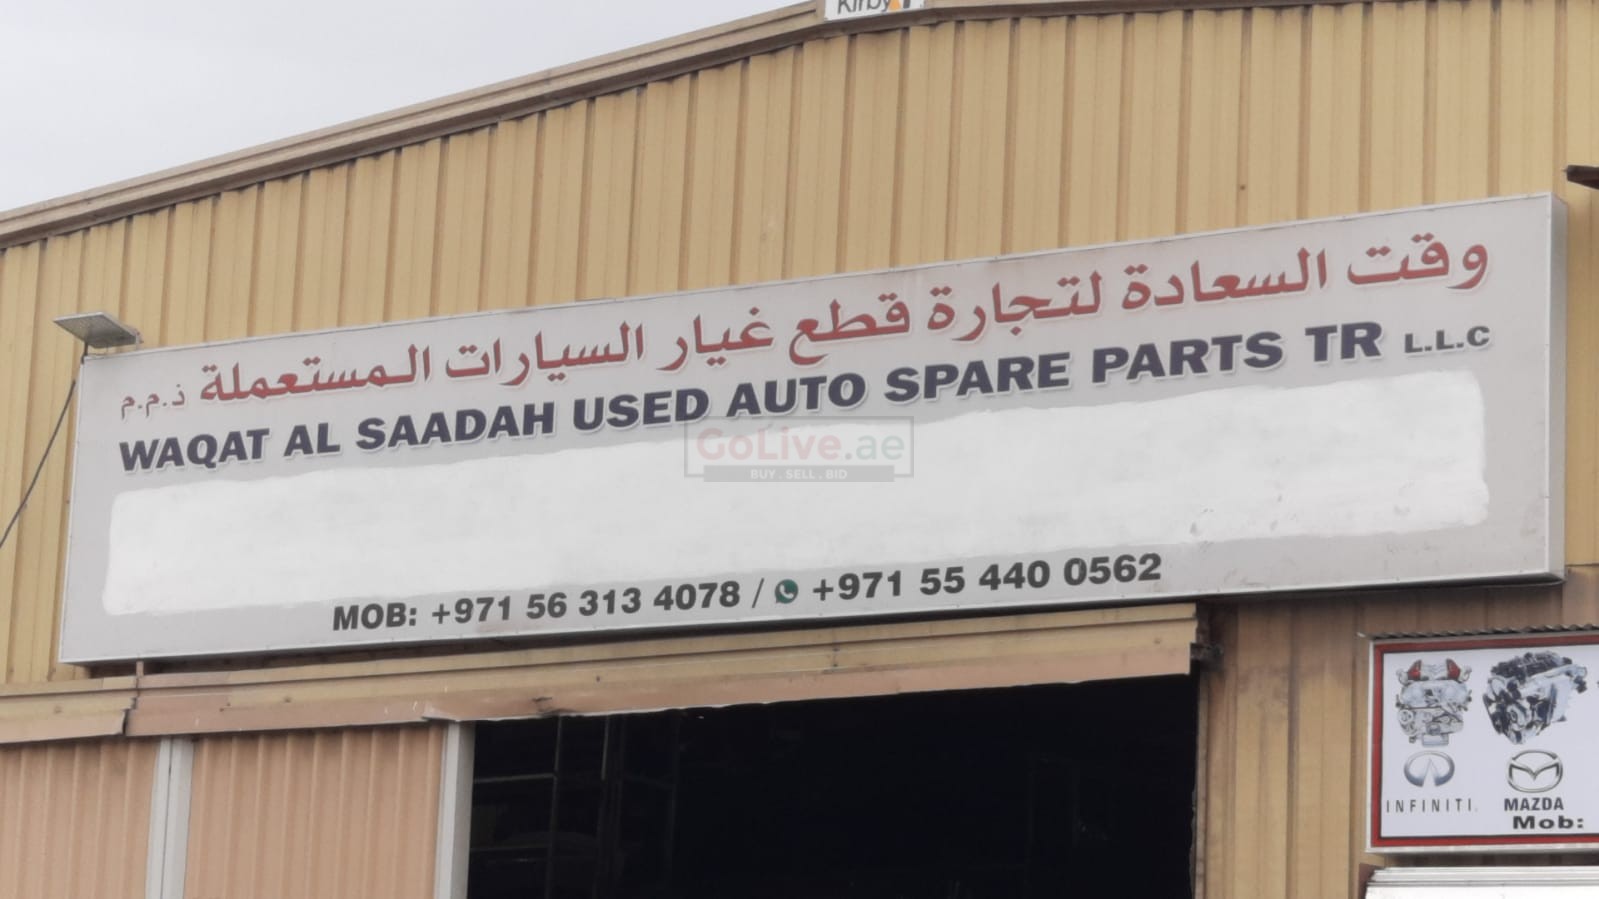 Kirby
وقت السعادة لتجارة قطع غيار السيارات المستعملة ذ.م.م
WAQAT AL SAADAH USED AUTO SPARE PARTS TR L.L.C
GoLive.ae
BUY . SELL . BID
MOB: +971 56 313 4078 / +971 55 440 0562
INFINITI. MAZDA
Mob: